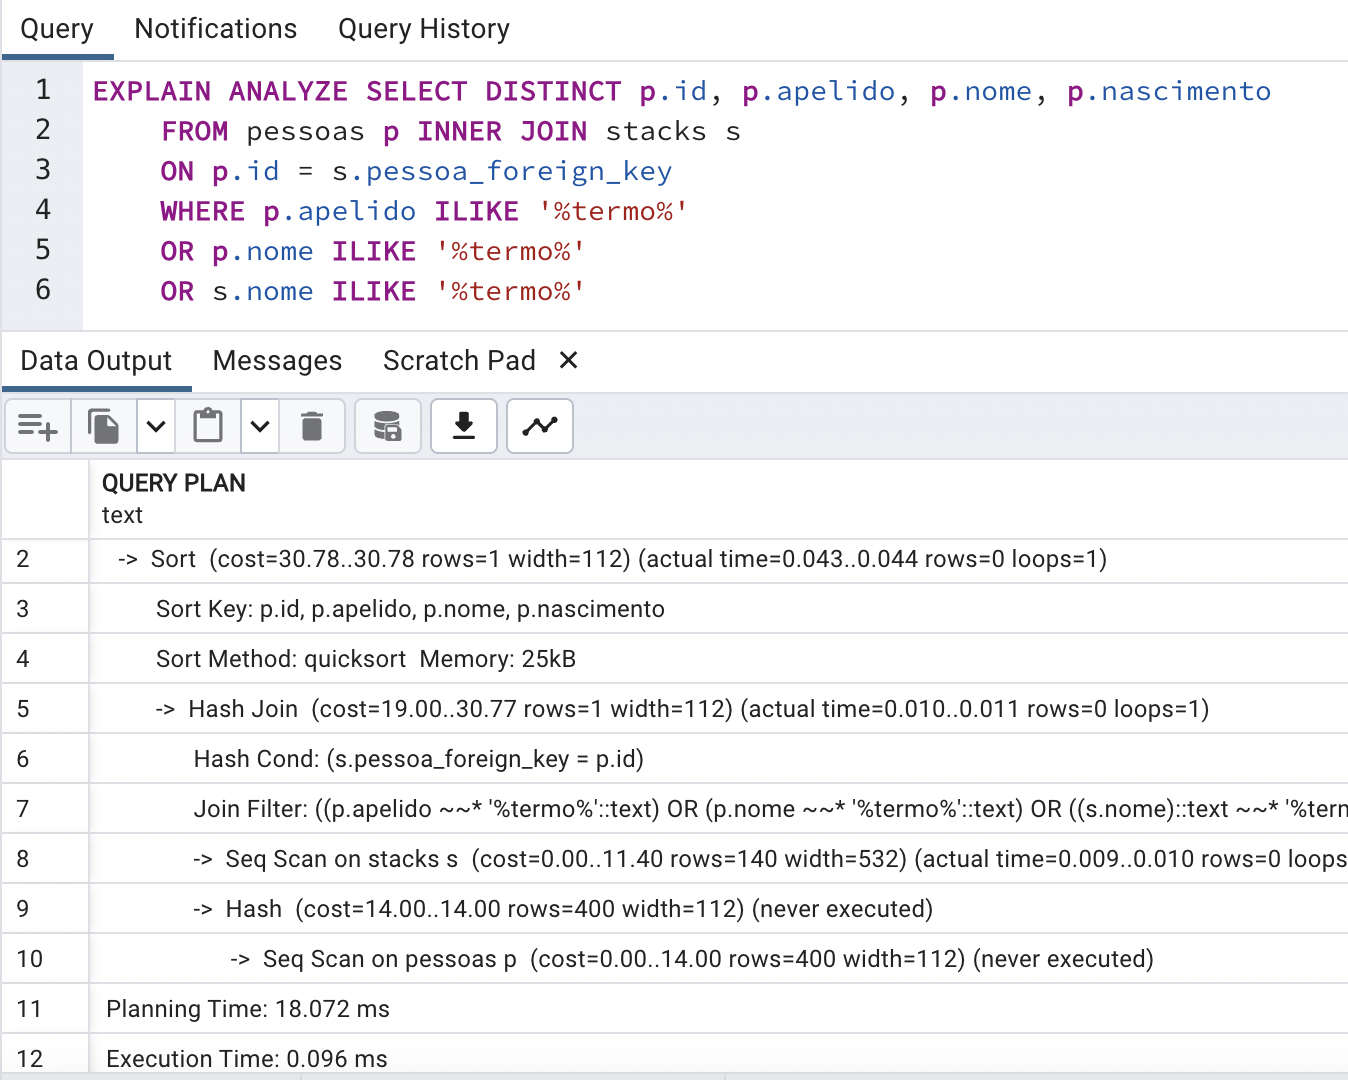 Query Notifications Query History
1 EXPLAIN ANALYZE SELECT DISTINCT p.id, p.apelido, p.nome, p.nascimento
2 FROM pessoas p INNER JOIN stacks s
3 ON p.id = s.pessoa_foreign_key
4 WHERE p.apelido ILIKE '%termo%'
5 OR p.nome ILIKE '%termo%'
6 OR s.nome ILIKE '%termo%'
Data Output Messages Scratch Pad ✕
QUERY PLAN
text
2 -> Sort (cost=30.78..30.78 rows=1 width=112) (actual time=0.043..0.044 rows=0 loops=1)
3 Sort Key: p.id, p.apelido, p.nome, p.nascimento
4 Sort Method: quicksort Memory: 25kB
5 -> Hash Join (cost=19.00..30.77 rows=1 width=112) (actual time=0.010..0.011 rows=0 loops=1)
6 Hash Cond: (s.pessoa_foreign_key = p.id)
7 Join Filter: ((p.apelido ~~* '%termo%'::text) OR (p.nome ~~* '%termo%'::text) OR ((s.nome)::text ~~* '%tern
8 -> Seq Scan on stacks s (cost=0.00..11.40 rows=140 width=532) (actual time=0.009..0.010 rows=0 loops
9 -> Hash (cost=14.00..14.00 rows=400 width=112) (never executed)
10 -> Seq Scan on pessoas p (cost=0.00..14.00 rows=400 width=112) (never executed)
11 Planning Time: 18.072 ms
12 Execution Time: 0.096 ms